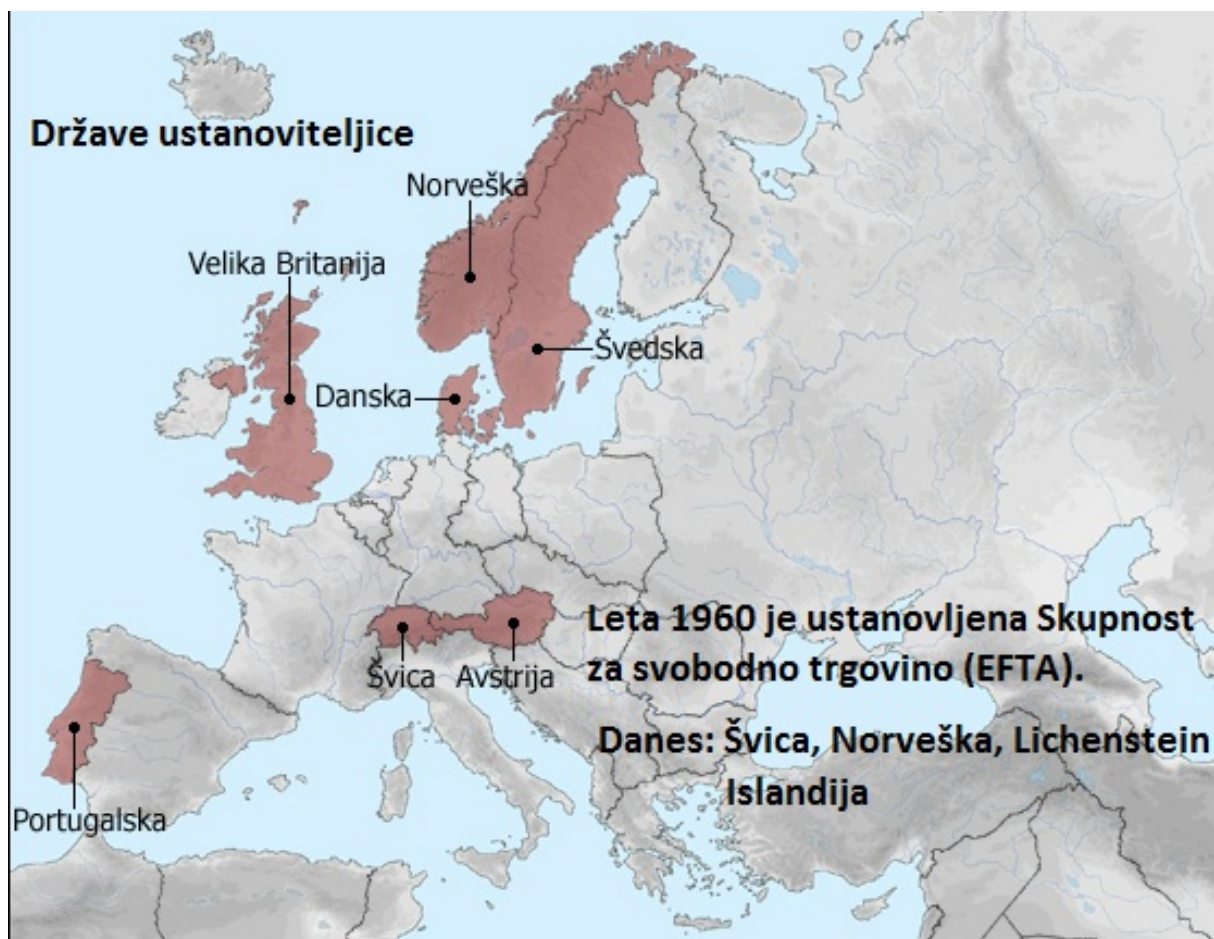 Države ustanoviteljice
Norveška
Velika Britanija
Švedska
Danska
Leta 1960 je ustanovljena Skupnost
za svobodno trgovino (EFTA).
Švica
Avstrija
Danes: Švica, Norveška, Lichenstein
Islandija
Portugalska